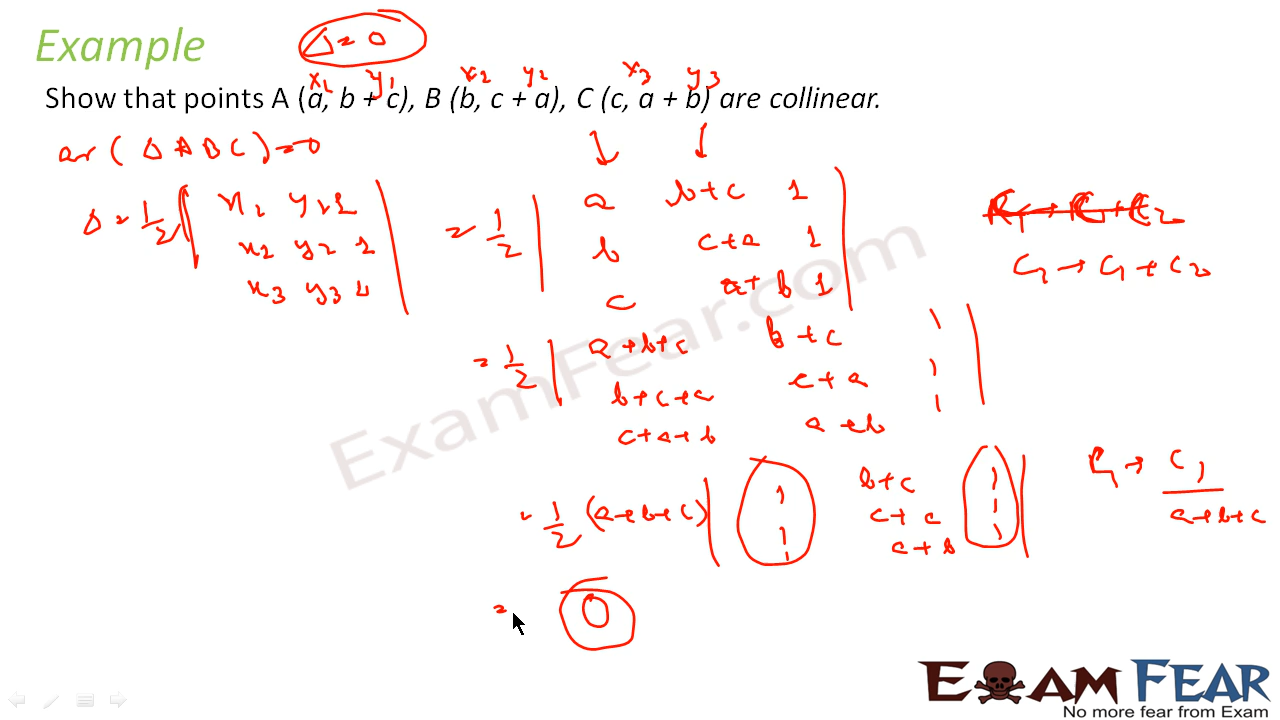 Example
Δ = 0
x1 y1 x2 y2 x3 y3
Show that points A (a, b + c), B (b, c + a), C (c, a + b) are collinear.
ar ( Δ A B C ) = 0
Δ = 1/2 | x1 y1 1 | = 1/2 | a b+c 1 |
x2 y2 1 b c+a 1
x3 y3 1 c a+b 1
C1 → C1 + C2
= 1/2 | a+b+c b+c 1 |
b+c+a c+a 1
c+a+b a+b 1
= 1/2 (a+b+c) | 1 b+c 1 | C1 → C1/a+b+c
1 c+c 1
1 a+b 1
= 0
ExamFear.com
EXAM FEAR
No more fear from Exam